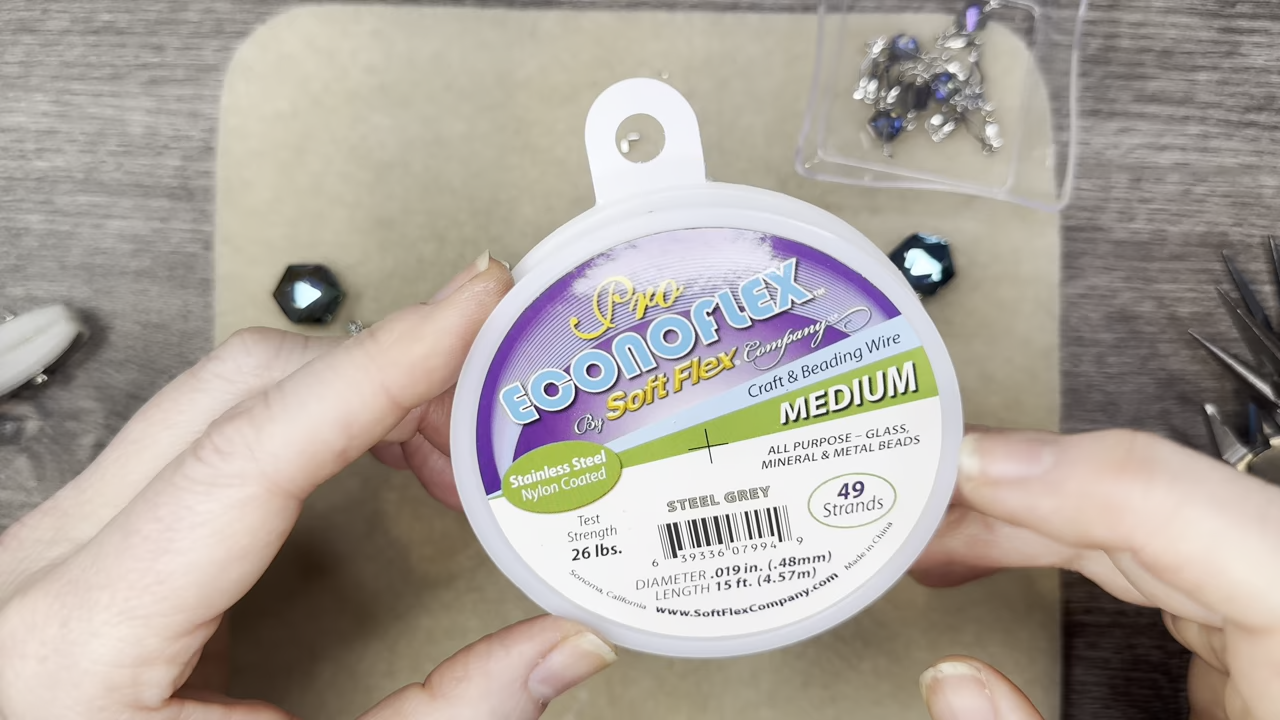 Pro
ECONOFLEX™
By Soft Flex Company™
Craft & Beading Wire
MEDIUM
ALL PURPOSE – GLASS,
MINERAL & METAL BEADS
Stainless Steel
Nylon Coated
STEEL GREY
49
Strands
Test
Strength
26 lbs.
6 39336 07994 9
DIAMETER .019 in. (.48mm)
LENGTH 15 ft. (4.57m)
Sonoma, California
www.SoftFlexCompany.com
Made in China